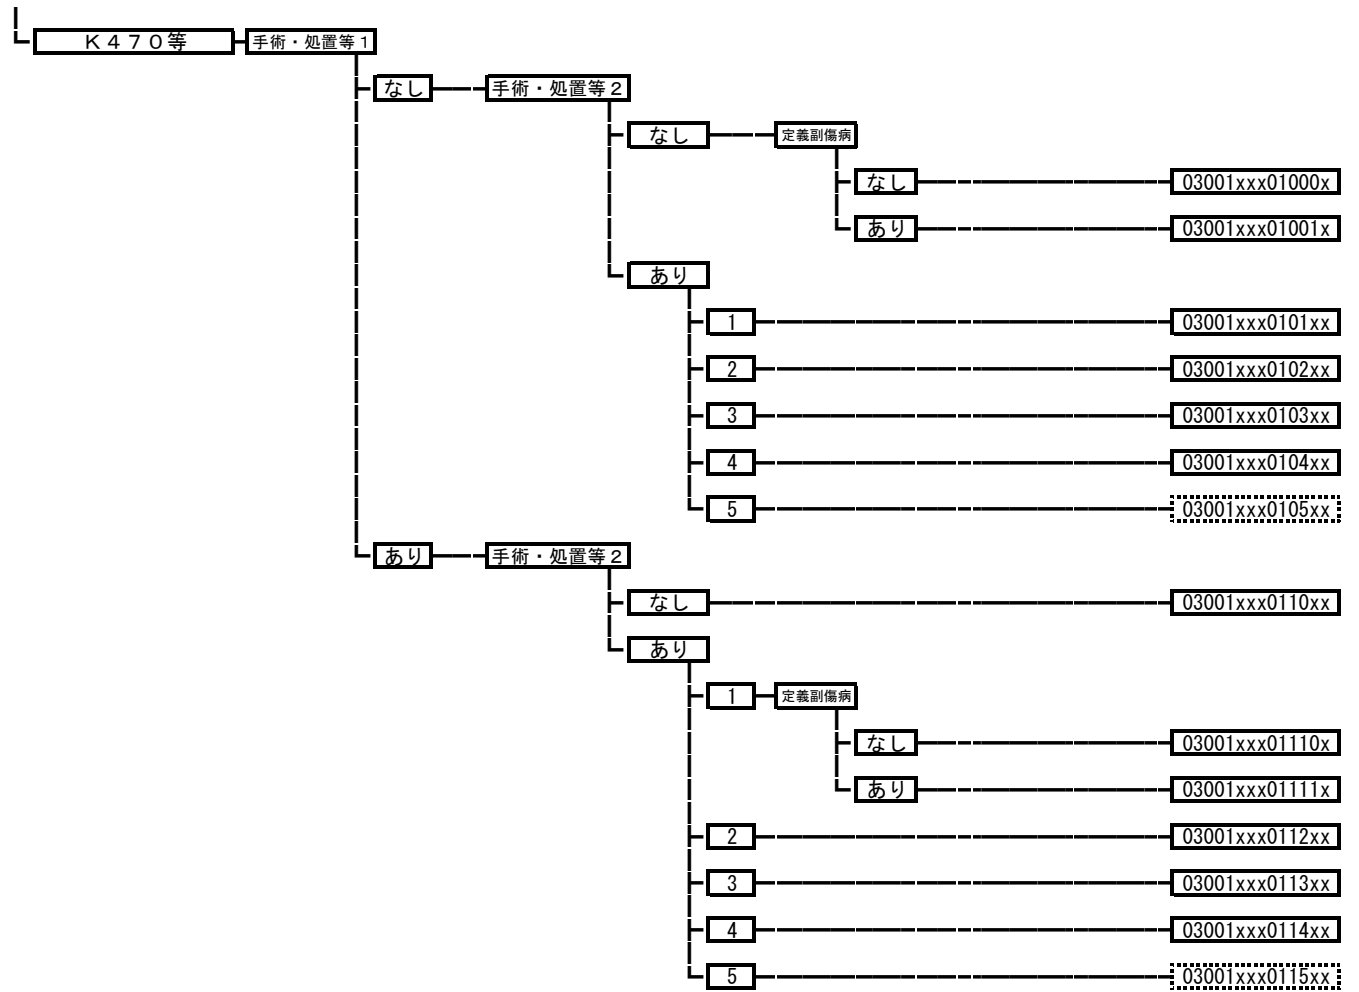 Ｋ４７０等 手術・処置等１
なし 手術・処置等２
なし 定義副傷病
なし 03001xxx01000x
あり 03001xxx01001x
あり
1 03001xxx0101xx
2 03001xxx0102xx
3 03001xxx0103xx
4 03001xxx0104xx
5 03001xxx0105xx
あり 手術・処置等２
なし 03001xxx0110xx
あり
1 定義副傷病
なし 03001xxx01110x
あり 03001xxx01111x
2 03001xxx0112xx
3 03001xxx0113xx
4 03001xxx0114xx
5 03001xxx0115xx